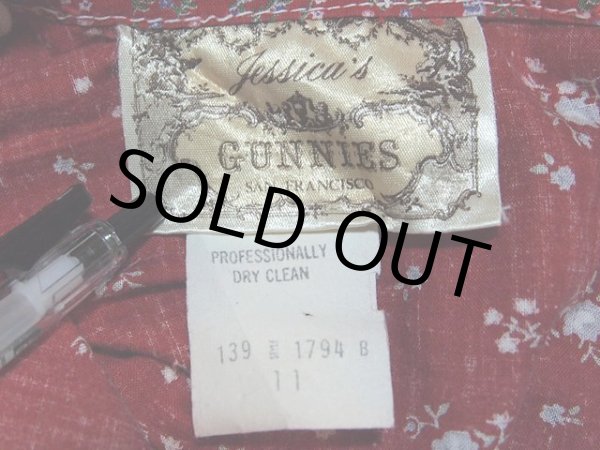 Jessica's
GUNNIES
SAN FRANCISCO
SOLD OUT
PROFESSIONALLY
DRY CLEAN
139 1794 B
11